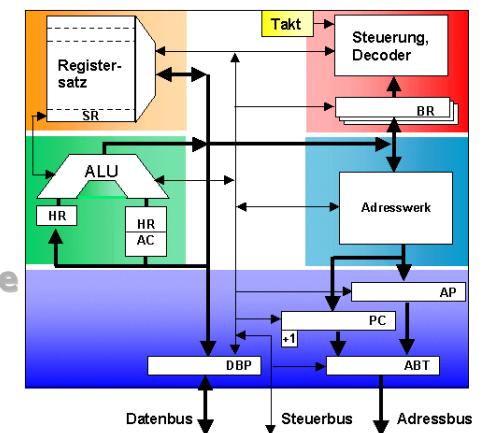 Takt
Steuerung,
Decoder
Register-
satz
SR
BR
ALU
HR
HR
AC
Adresswerk
e
AP
PC
+1
DBP
ABT
Datenbus
Steuerbus
Adressbus